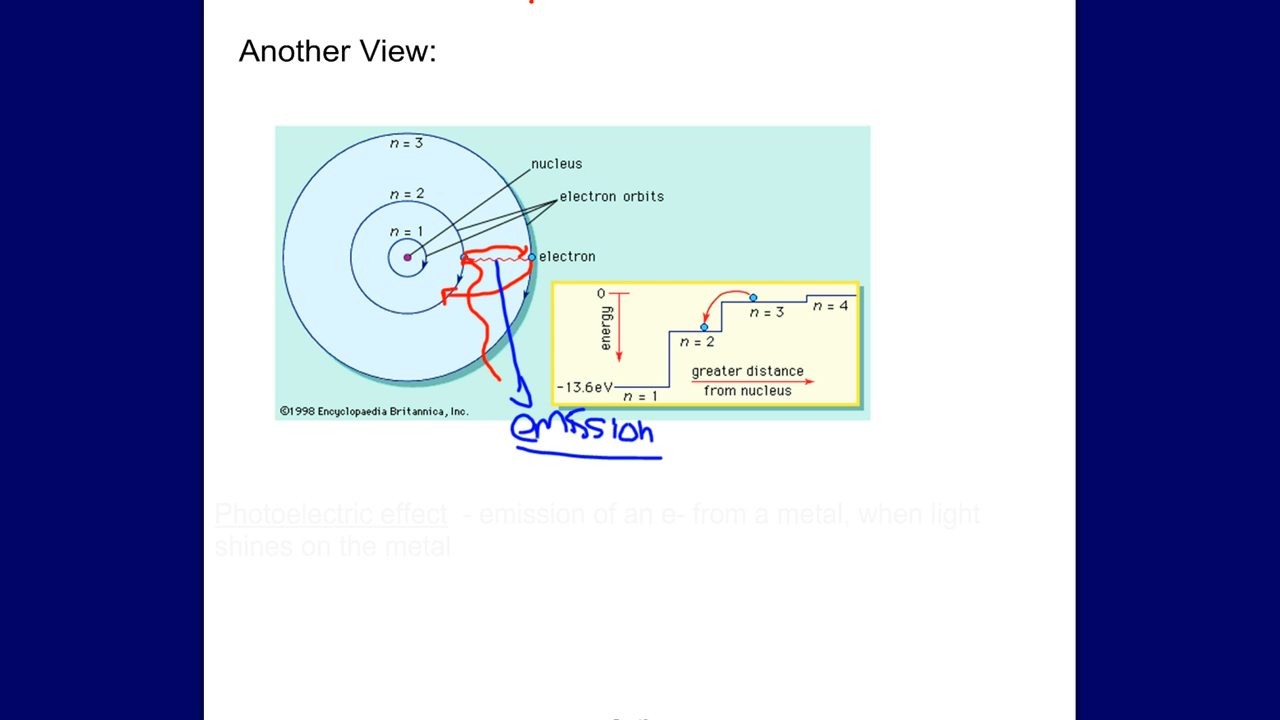 Another View:
n = 3
nucleus
n = 2
electron orbits
n = 1
electron
0
energy
n = 3
n = 4
n = 2
greater distance
from nucleus
-13.6eV
n = 1
©1998 Encyclopaedia Britannica, Inc.
emission
Photoelectric effect - emission of an e- from a metal, when light
shines on the metal